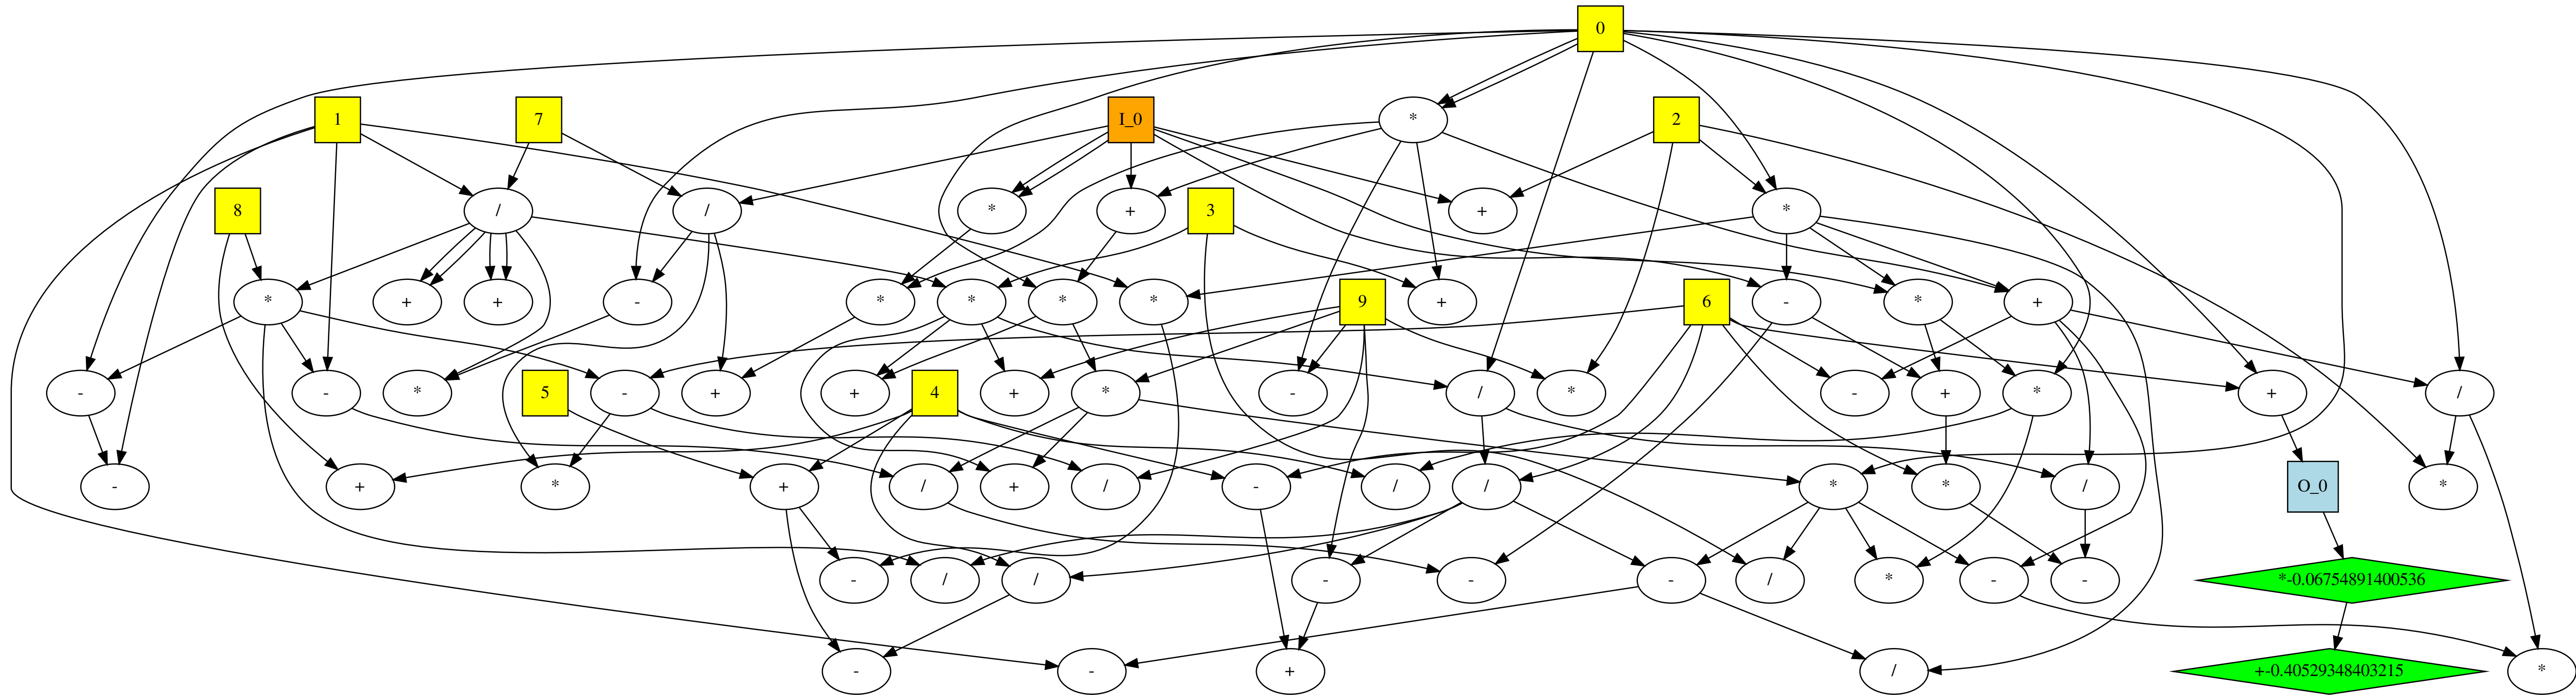 0
1 7 I_0 * 2
8 / / * + 3 + *
* + + - * * * * 9 + 6 - * +
- - * 5 - + + 4 + * - / * - + * + /
- + * + / + / - / / * * / O_0 *
- / / - - - / * - - *-0.06754891400536
- - + / +-0.40529348403215 *